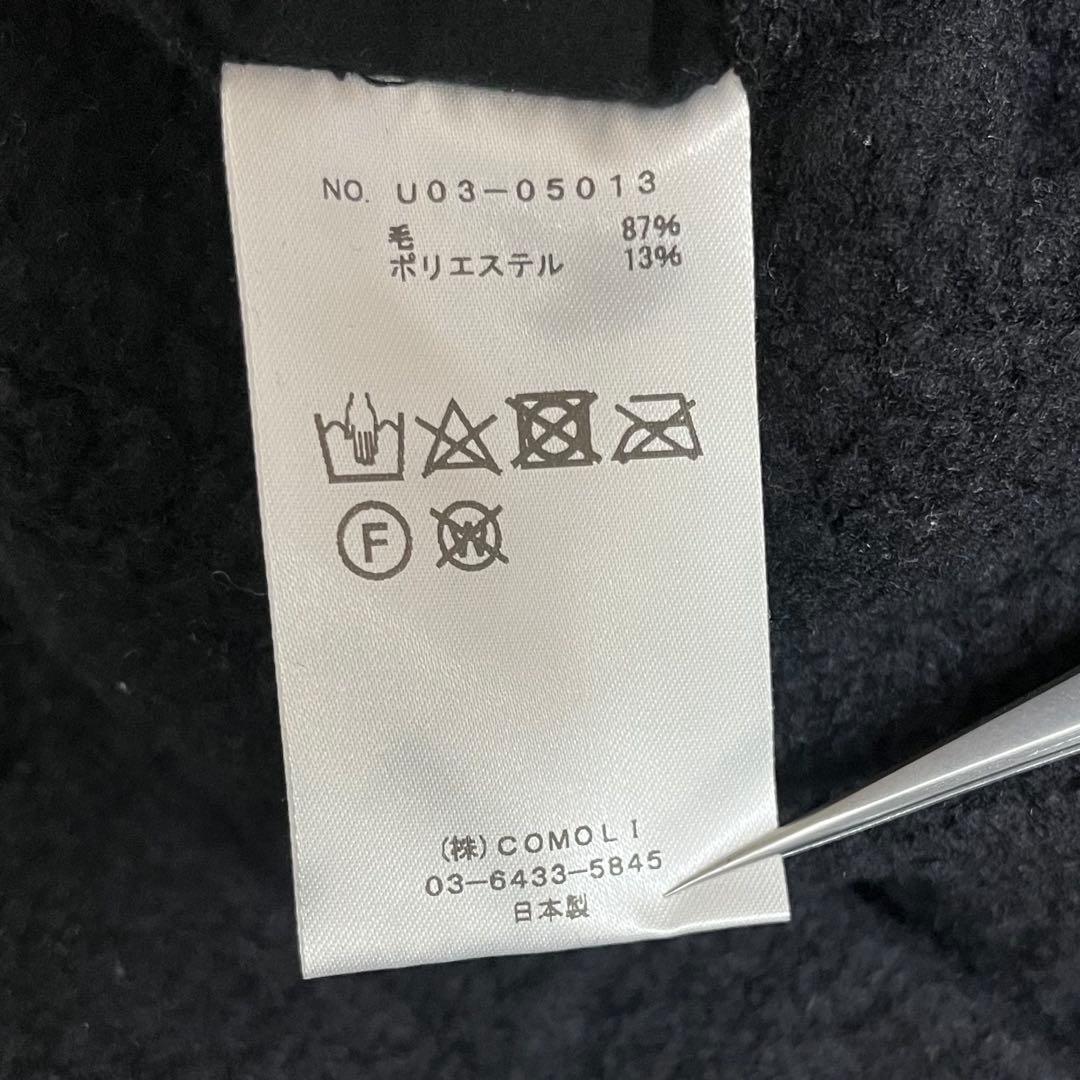 NO. U03-05013
毛 87%
ポリエステル 13%
F
W
(株)COMOLI
03-6433-5845
日本製